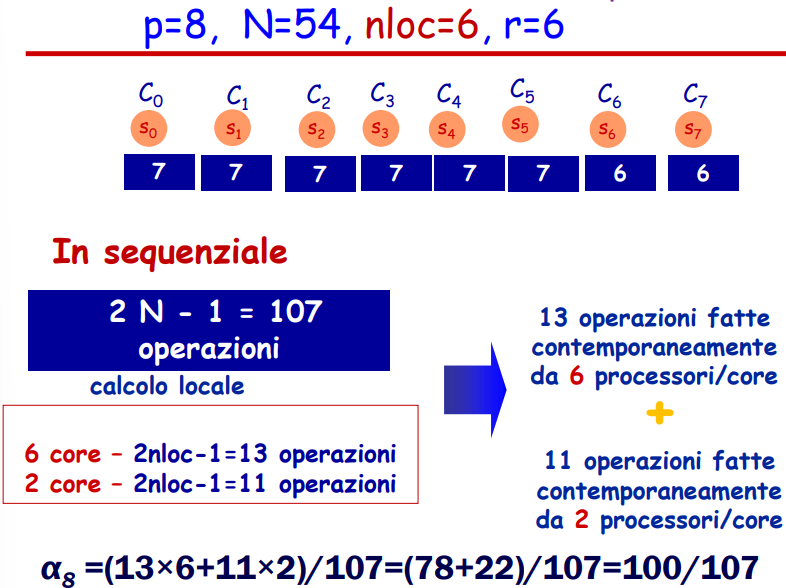 p=8, N=54, nloc=6, r=6
C0 C1 C2 C3 C4 C5 C6 C7
s0 s1 s2 s3 s4 s5 s6 s7
7 7 7 7 7 7 6 6
In sequenziale
2 N - 1 = 107
operazioni
calcolo locale
6 core – 2nloc-1=13 operazioni
2 core – 2nloc-1=11 operazioni
13 operazioni fatte
contemporaneamente
da 6 processori/core
+
11 operazioni fatte
contemporaneamente
da 2 processori/core
α8 =(13×6+11×2)/107=(78+22)/107=100/107